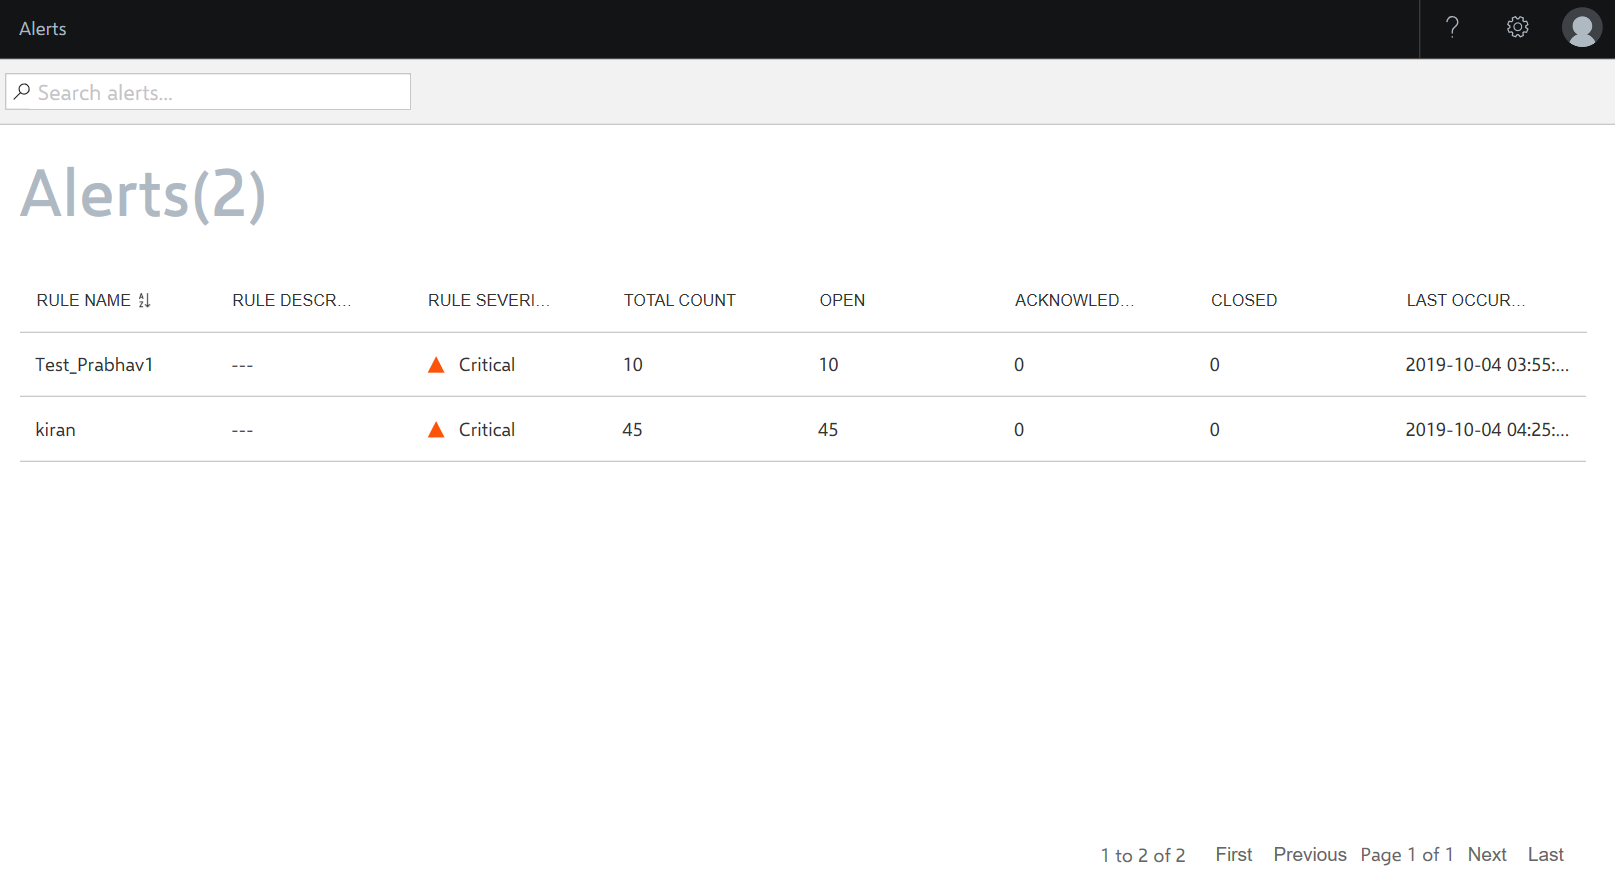 Alerts
Search alerts...
Alerts(2)
RULE NAME RULE DESCR... RULE SEVERI... TOTAL COUNT OPEN ACKNOWLED... CLOSED LAST OCCUR...
Test_Prabhav1 --- Critical 10 10 0 0 2019-10-04 03:55:...
kiran --- Critical 45 45 0 0 2019-10-04 04:25:...
1 to 2 of 2 First Previous Page 1 of 1 Next Last